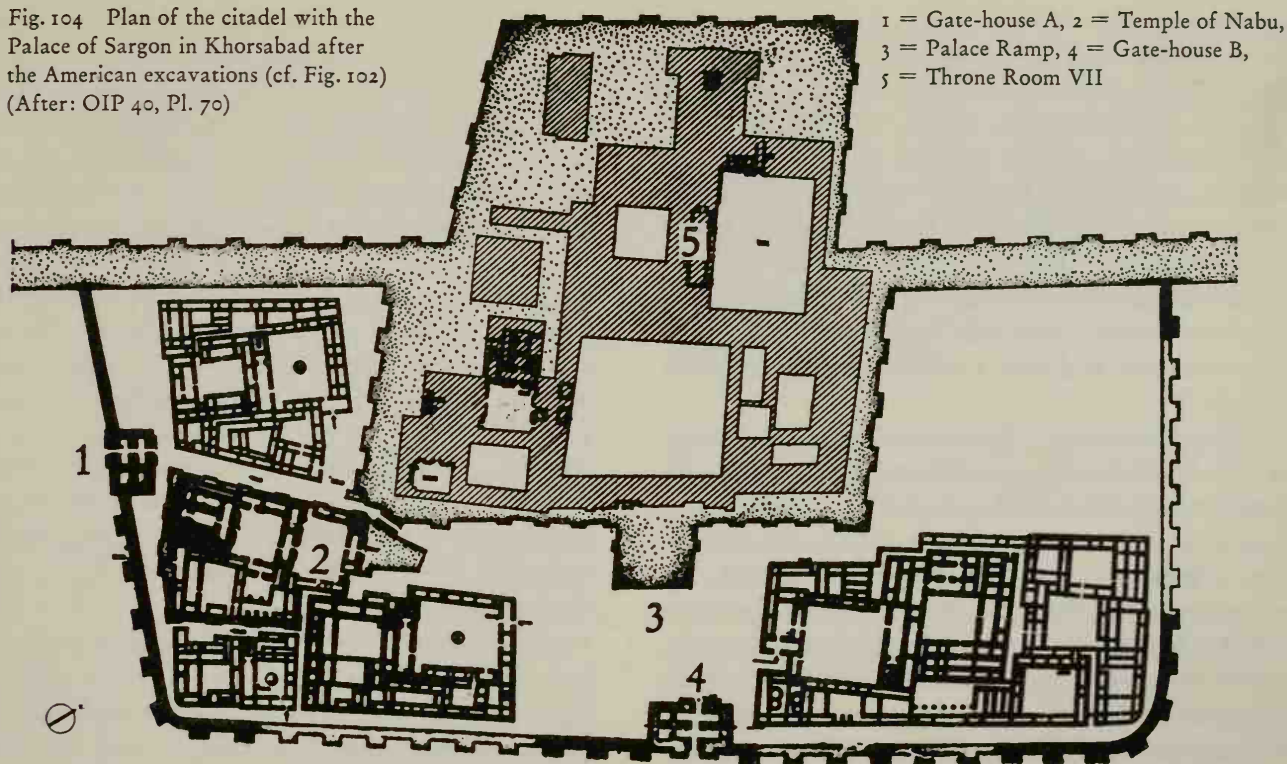 Fig. 104 Plan of the citadel with the
Palace of Sargon in Khorsabad after
the American excavations (cf. Fig. 102)
(After: OIP 40, Pl. 70)
1 = Gate-house A, 2 = Temple of Nabu,
3 = Palace Ramp, 4 = Gate-house B,
5 = Throne Room VII
5
1
2
3
4